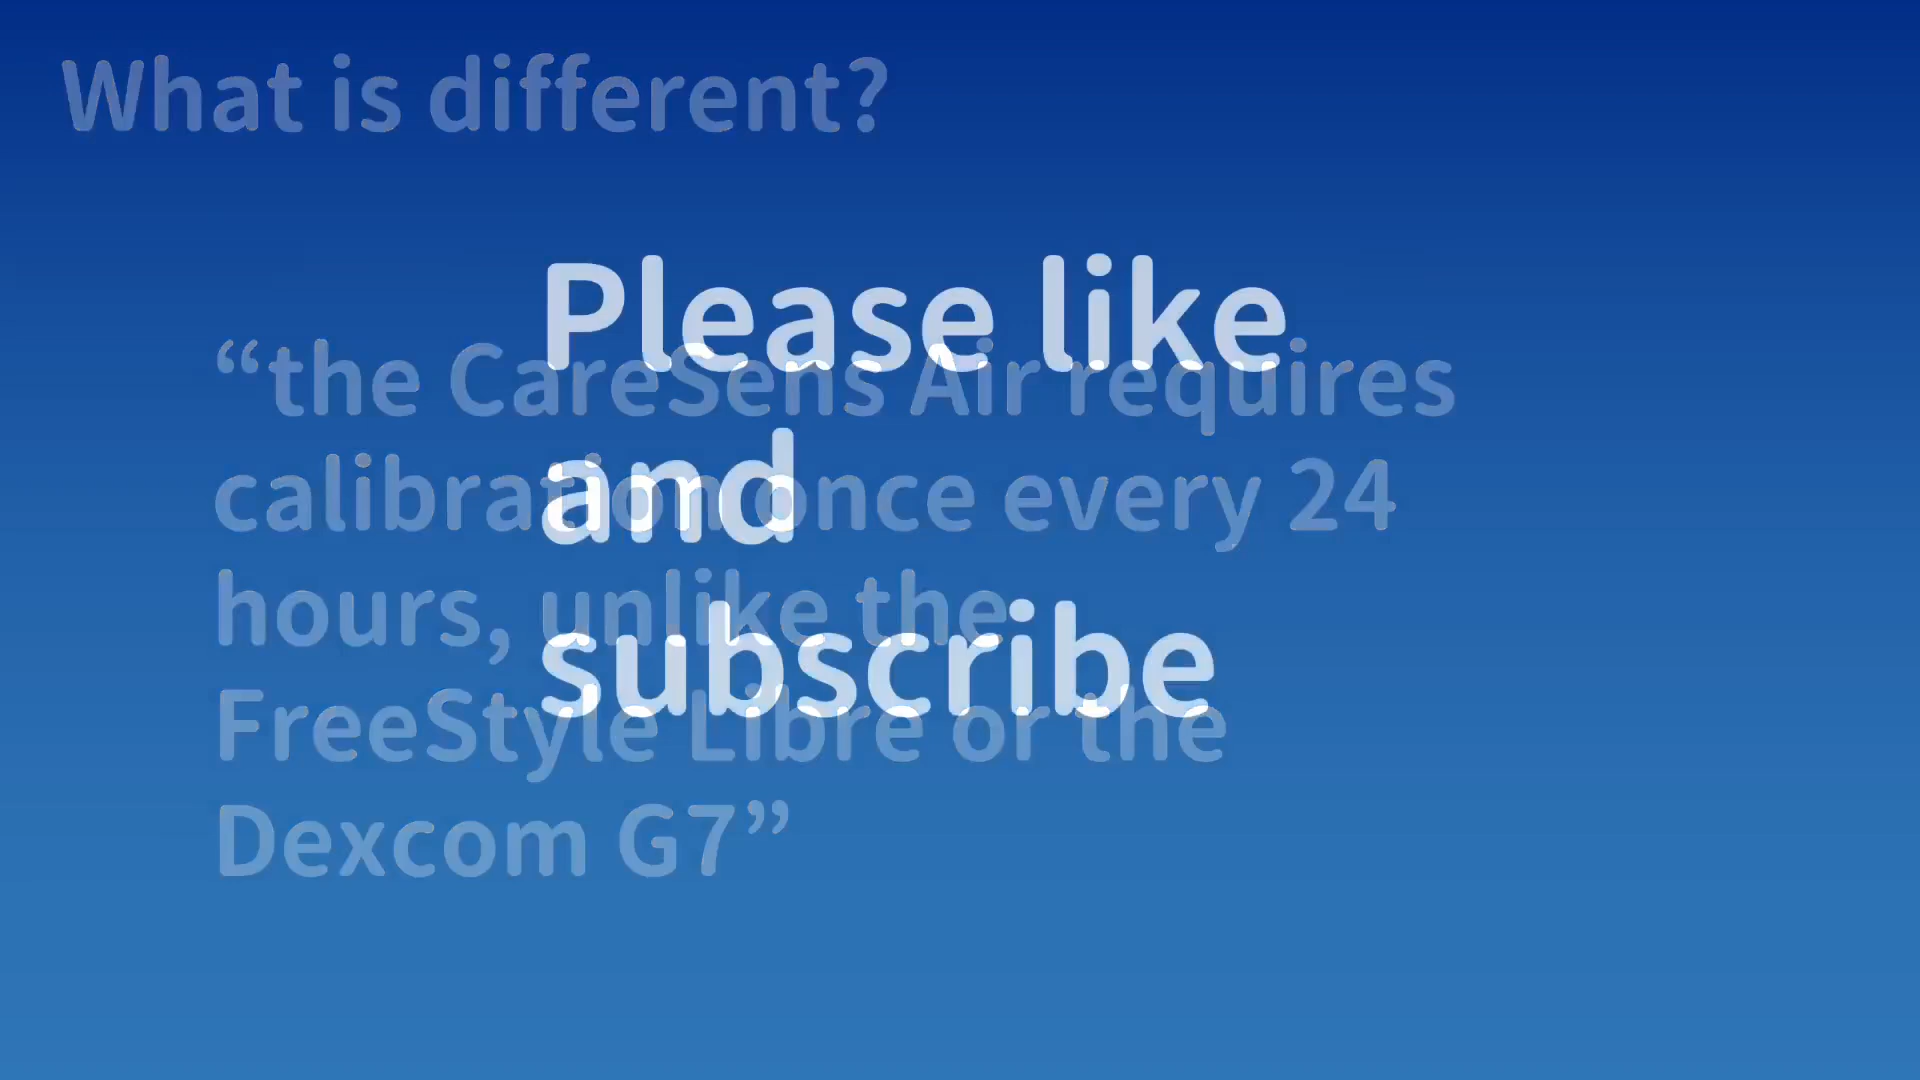 What is different?
Please like
and
subscribe
“the CareSens Air requires
calibration once every 24
hours, unlike the
FreeStyle Libre or the
Dexcom G7”